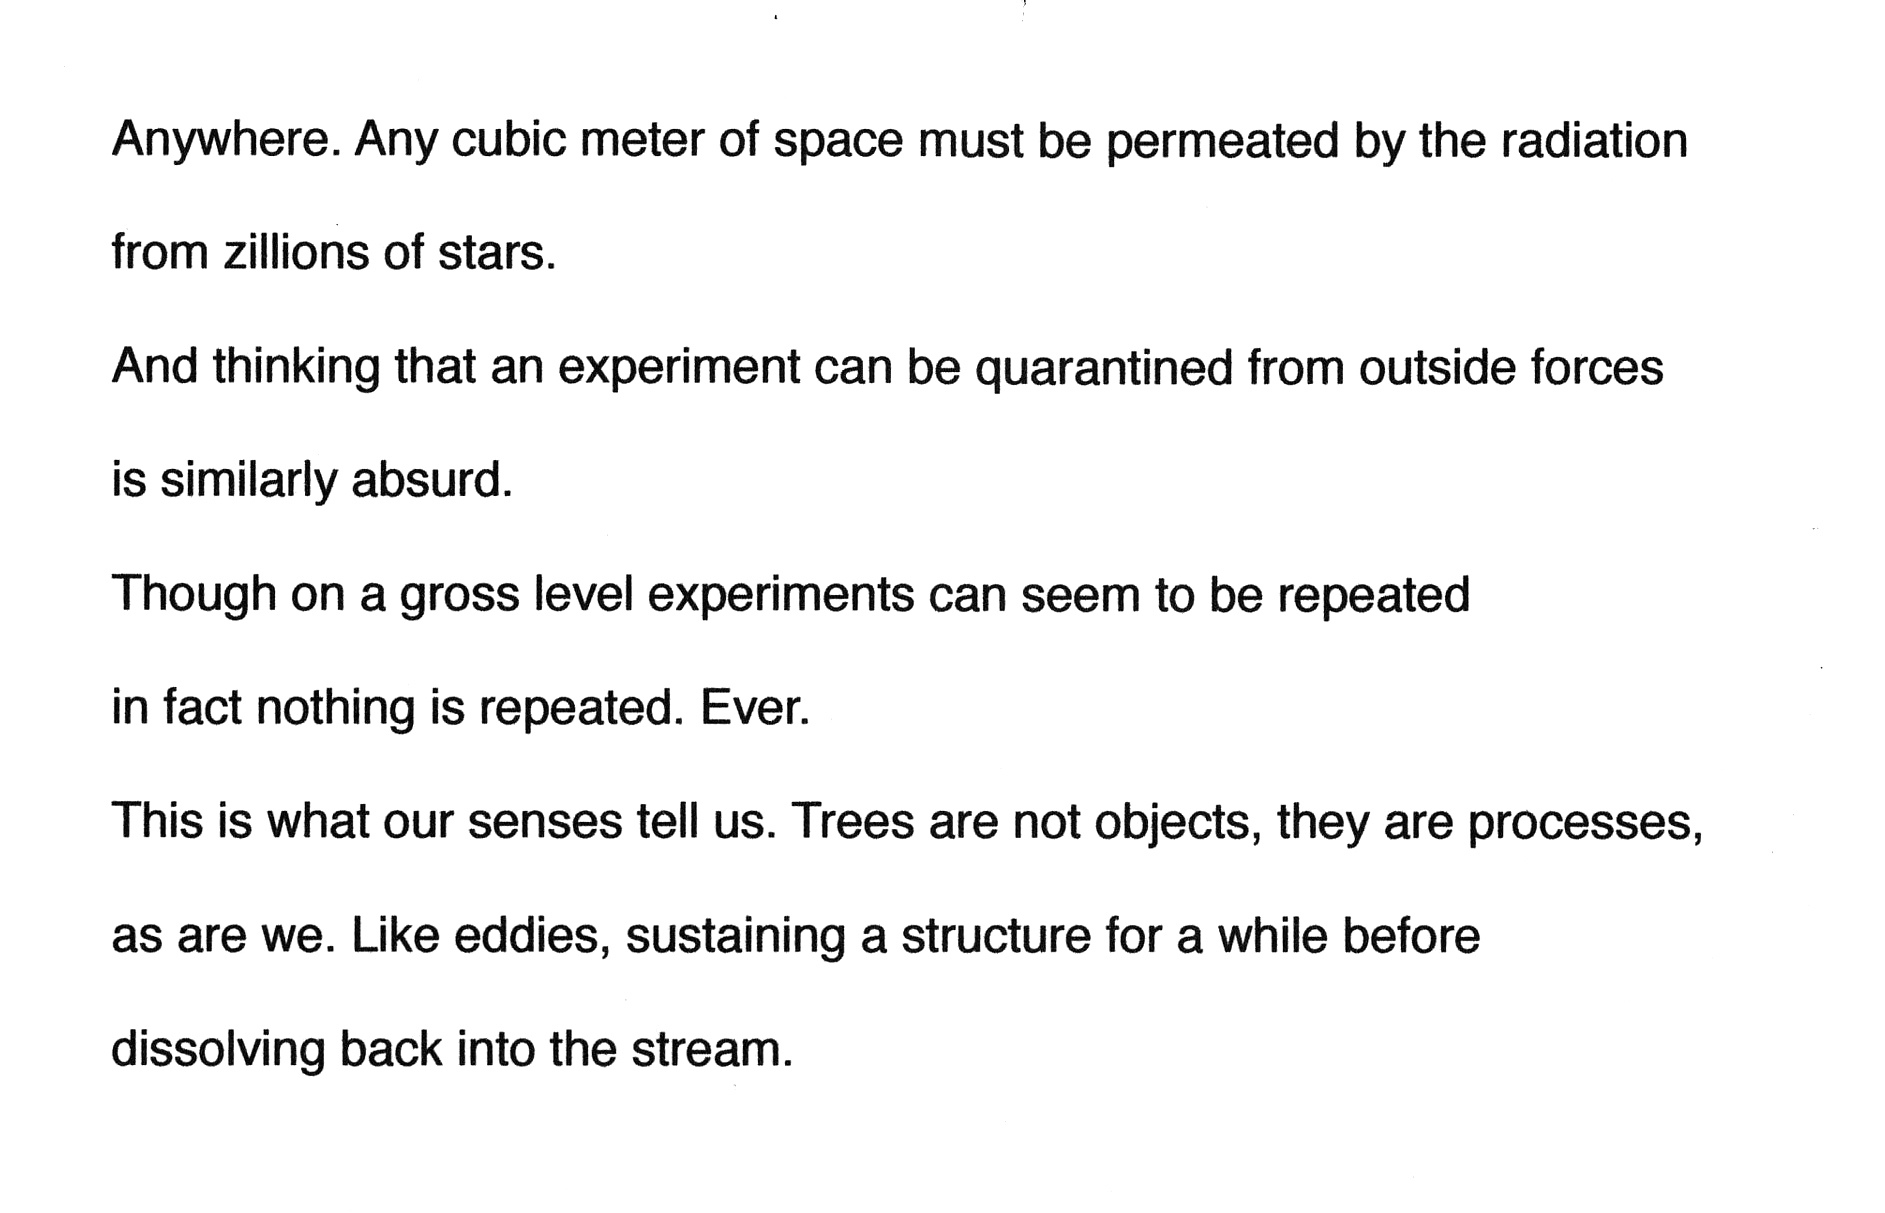 Anywhere. Any cubic meter of space must be permeated by the radiation
from zillions of stars.
And thinking that an experiment can be quarantined from outside forces
is similarly absurd.
Though on a gross level experiments can seem to be repeated
in fact nothing is repeated. Ever.
This is what our senses tell us. Trees are not objects, they are processes,
as are we. Like eddies, sustaining a structure for a while before
dissolving back into the stream.